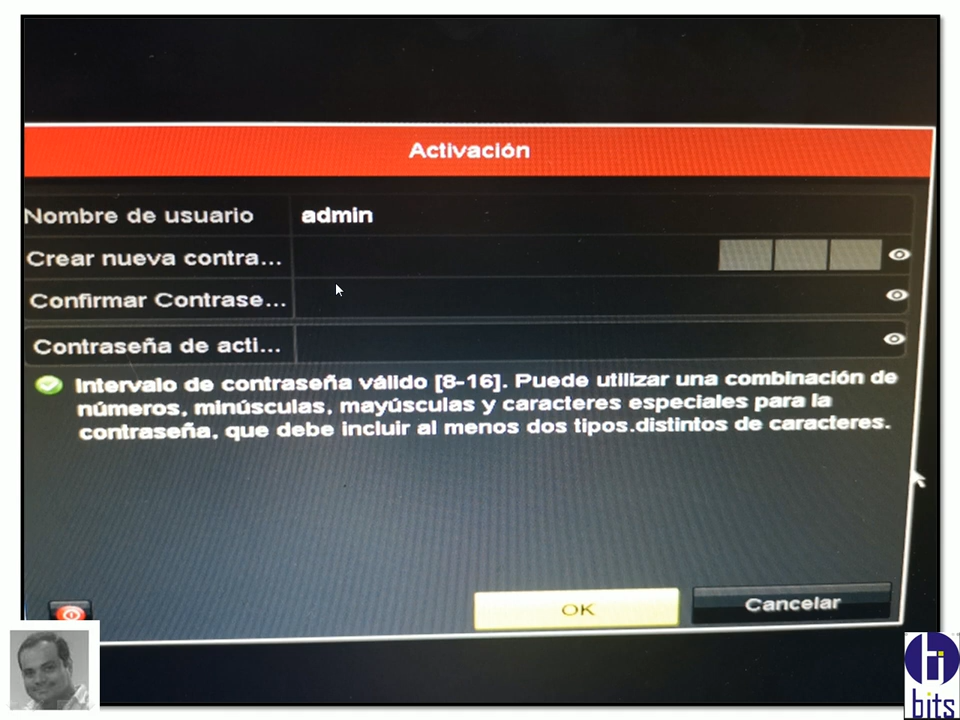 Activación
Nombre de usuario admin
Crear nueva contra...
Confirmar Contrase...
Contraseña de acti...
Intervalo de contraseña válido [8-16]. Puede utilizar una combinación de
números, minúsculas, mayúsculas y caracteres especiales para la
contraseña, que debe incluir al menos dos tipos.distintos de caracteres.
OK Cancelar
bits